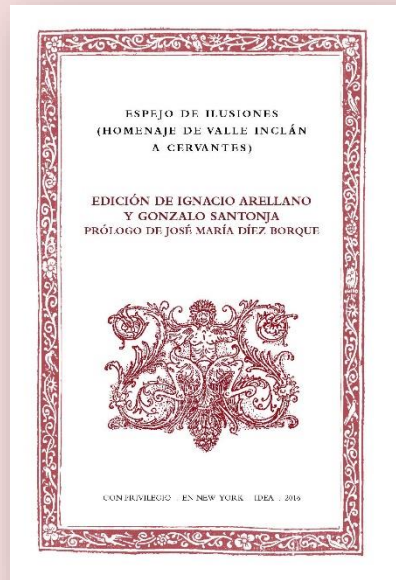 ESPEJO DE ILUSIONES
(HOMENAJE DE VALLE INCLÁN
A CERVANTES)
EDICIÓN DE IGNACIO ARELLANO
Y GONZALO SANTONJA
PRÓLOGO DE JOSÉ MARÍA DÍEZ BORQUE
CON PRIVILEGIO . EN NEW YORK . IDEA . 2016